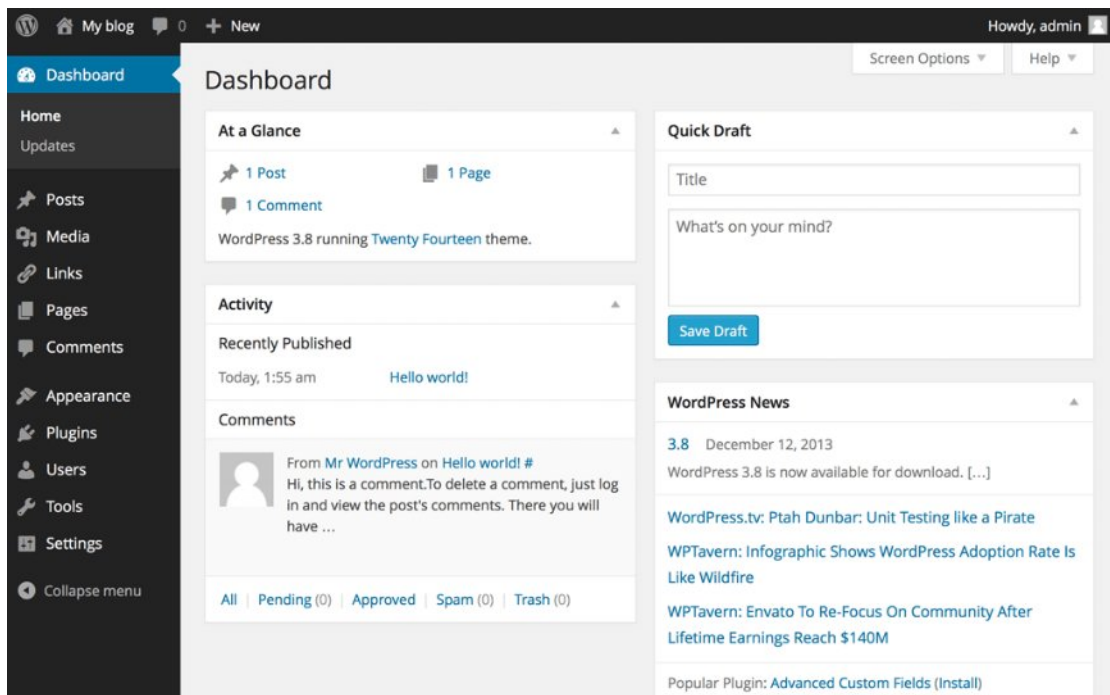 My blog 0 + New
Howdy, admin
Dashboard
Home
Updates
Posts
Media
Links
Pages
Comments
Appearance
Plugins
Users
Tools
Settings
Collapse menu
Screen Options
Help
Dashboard
At a Glance
1 Post
1 Page
1 Comment
WordPress 3.8 running Twenty Fourteen theme.
Activity
Recently Published
Today, 1:55 am Hello world!
Comments
From Mr WordPress on Hello world! #
Hi, this is a comment.To delete a comment, just log
in and view the post's comments. There you will
have …
All | Pending (0) | Approved | Spam (0) | Trash (0)
Quick Draft
Title
What's on your mind?
Save Draft
WordPress News
3.8 December 12, 2013
WordPress 3.8 is now available for download. […]
WordPress.tv: Ptah Dunbar: Unit Testing like a Pirate
WPTavern: Infographic Shows WordPress Adoption Rate Is
Like Wildfire
WPTavern: Envato To Re-Focus On Community After
Lifetime Earnings Reach $140M
Popular Plugin: Advanced Custom Fields (Install)